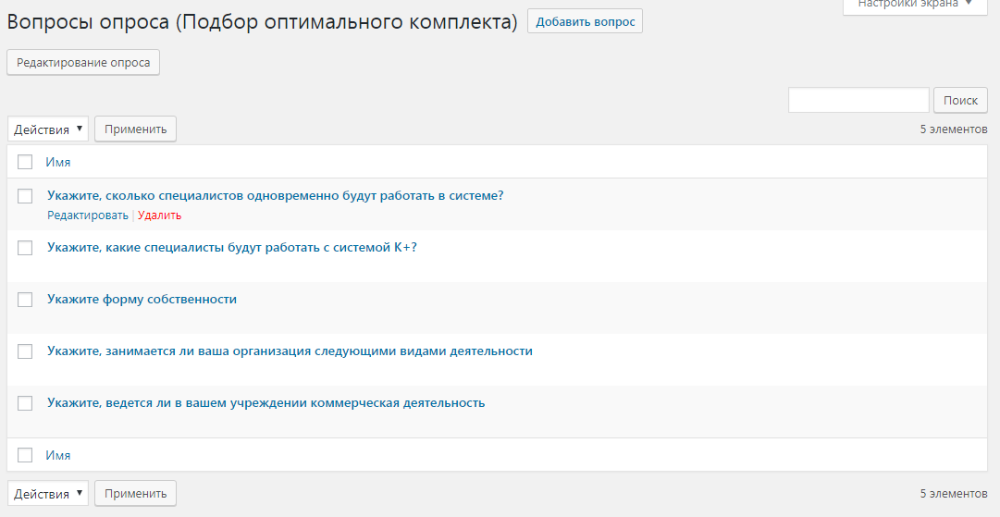 Настройки экрана
Вопросы опроса (Подбор оптимального комплекта) Добавить вопрос
Редактирование опроса
Поиск
Действия Применить 5 элементов
Имя
Укажите, сколько специалистов одновременно будут работать в системе?
Редактировать | Удалить
Укажите, какие специалисты будут работать с системой К+?
Укажите форму собственности
Укажите, занимается ли ваша организация следующими видами деятельности
Укажите, ведется ли в вашем учреждении коммерческая деятельность
Имя
Действия Применить 5 элементов